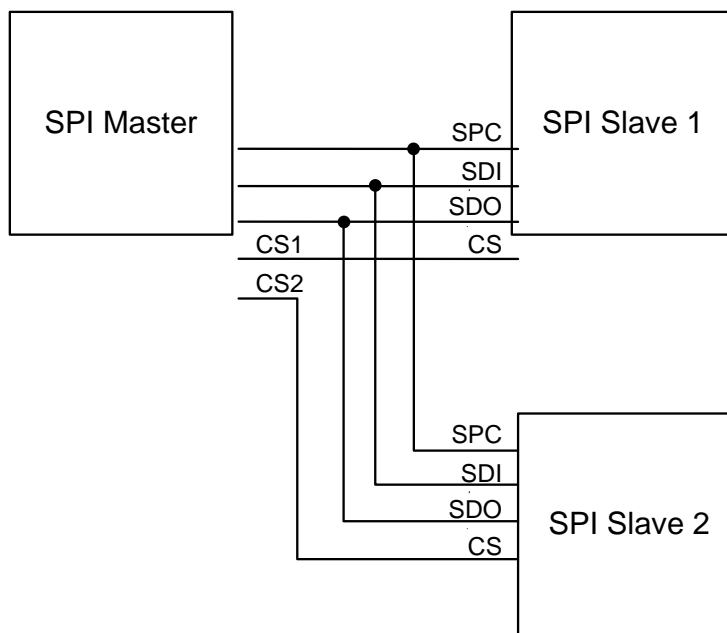 SPI Master
SPI Slave 1
SPC
SDI
SDO
CS1
CS
CS2
SPC
SDI
SDO
CS
SPI Slave 2